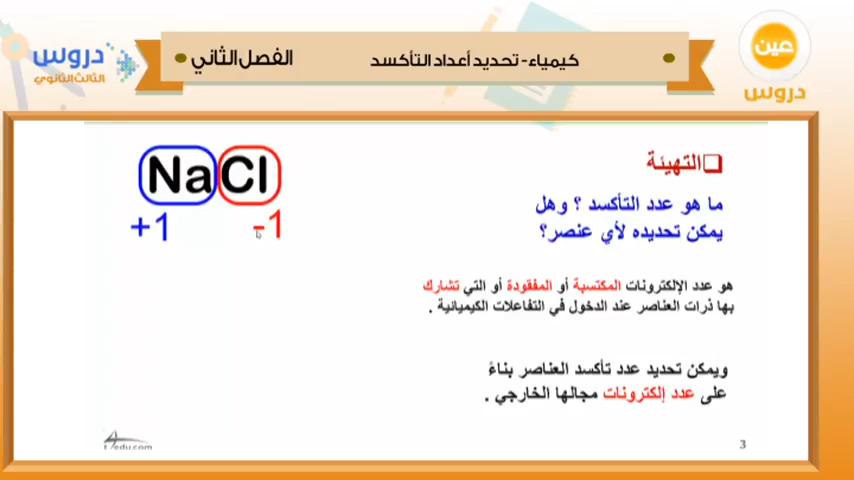 دروس
الثالث الثانوي
الفصل الثاني
كيمياء - تحديد أعداد التأكسد
عين
دروس
التهيئة
ما هو عدد التأكسد ؟ وهل
يمكن تحديده لأي عنصر؟
NaCl
+1 -1
هو عدد الإلكترونات المكتسبة أو المفقودة أو التي تشارك
بها ذرات العناصر عند الدخول في التفاعلات الكيميائية .
ويمكن تحديد عدد تأكسد العناصر بناءً
على عدد إلكترونات مجالها الخارجي .
3